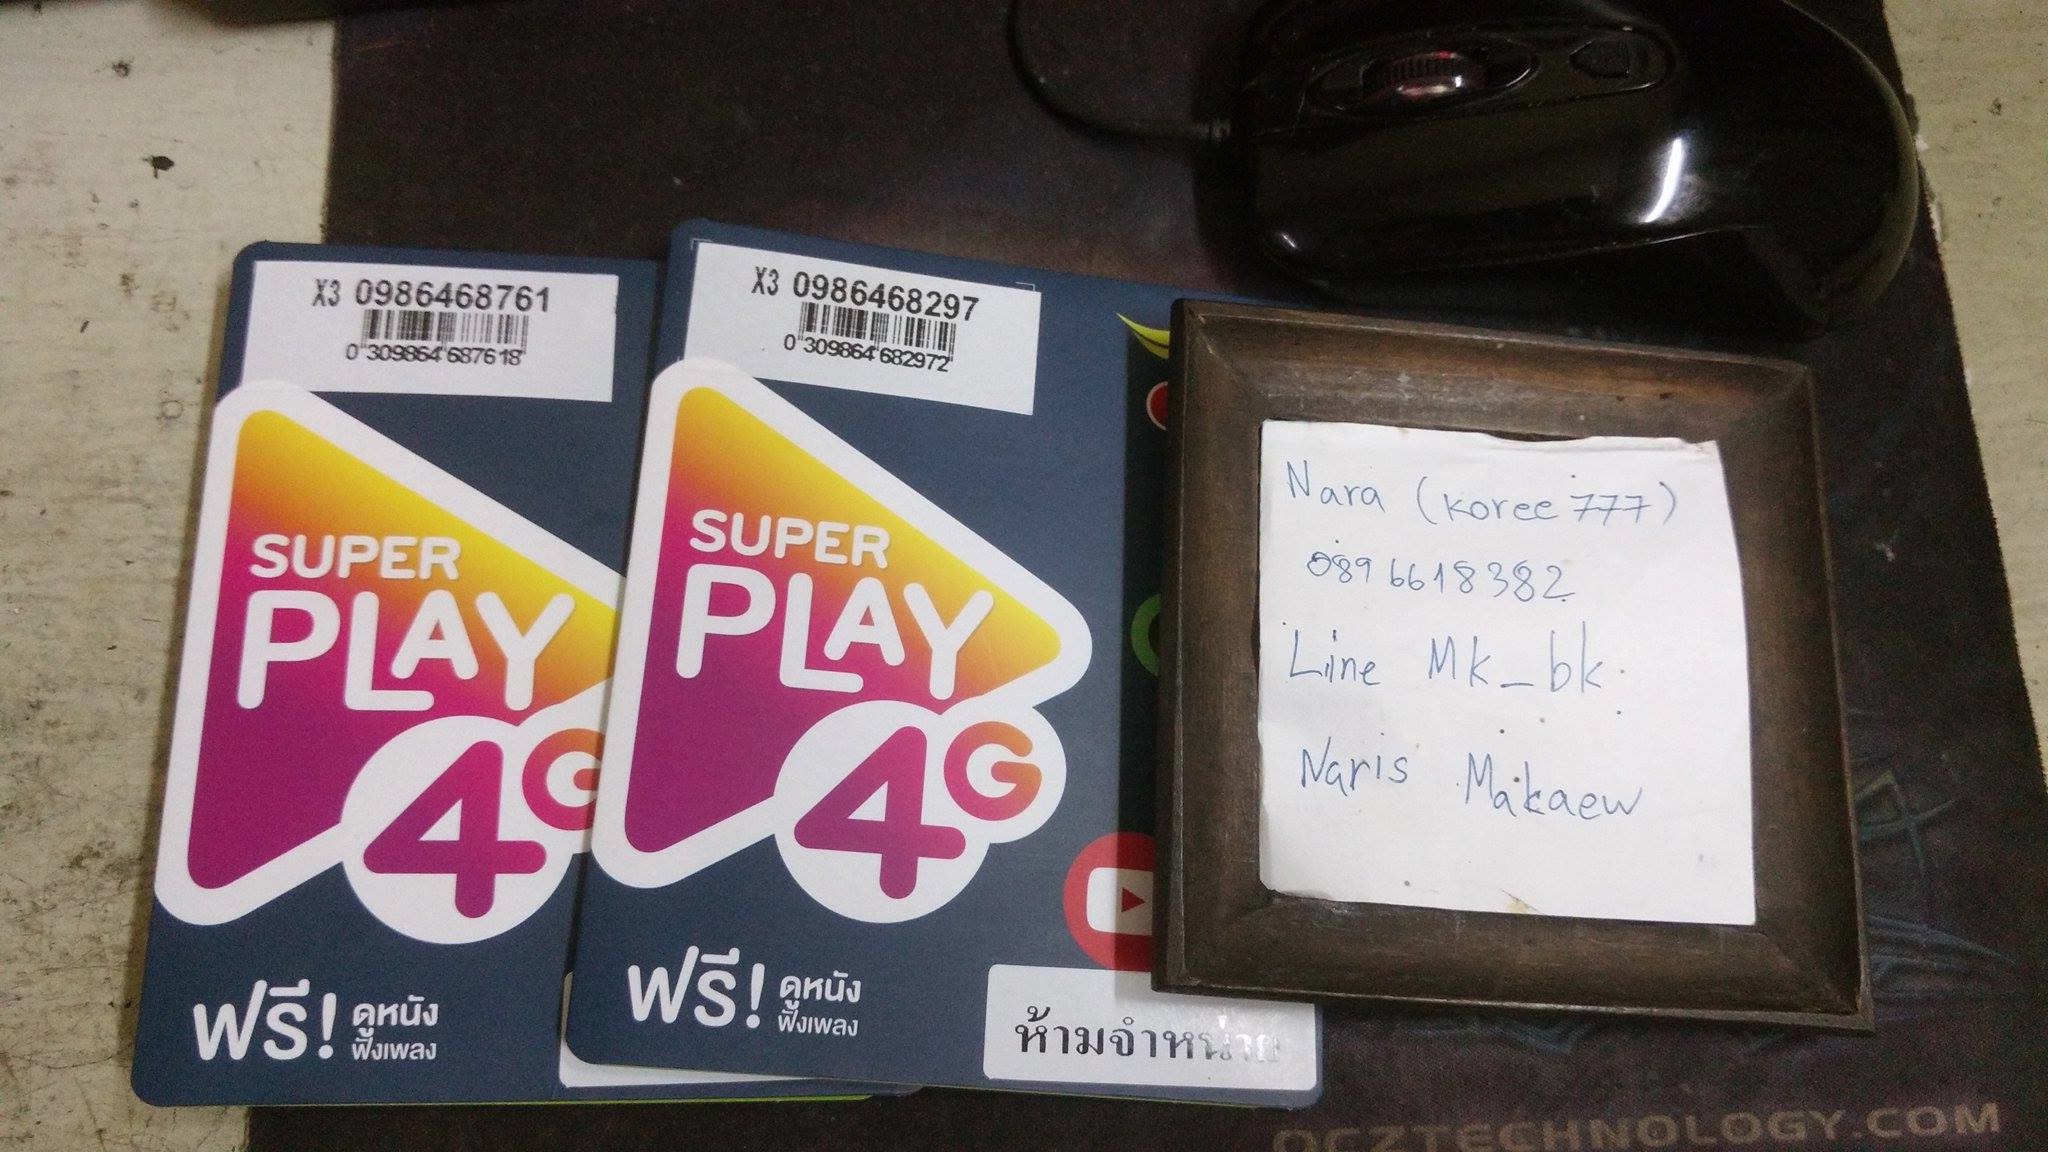 X3 0986468761
0 309864 687618
SUPER
PLAY
4G
ฟรี! ดูหนัง
ฟังเพลง
X3 0986468297
0 309864 682972
SUPER
PLAY
4G
ฟรี! ดูหนัง
ฟังเพลง
ห้ามจำหน่าย
Nara (koree777)
0896618382
Line Mk_bk
Naris Makaew
OCZTECHNOLOGY.COM